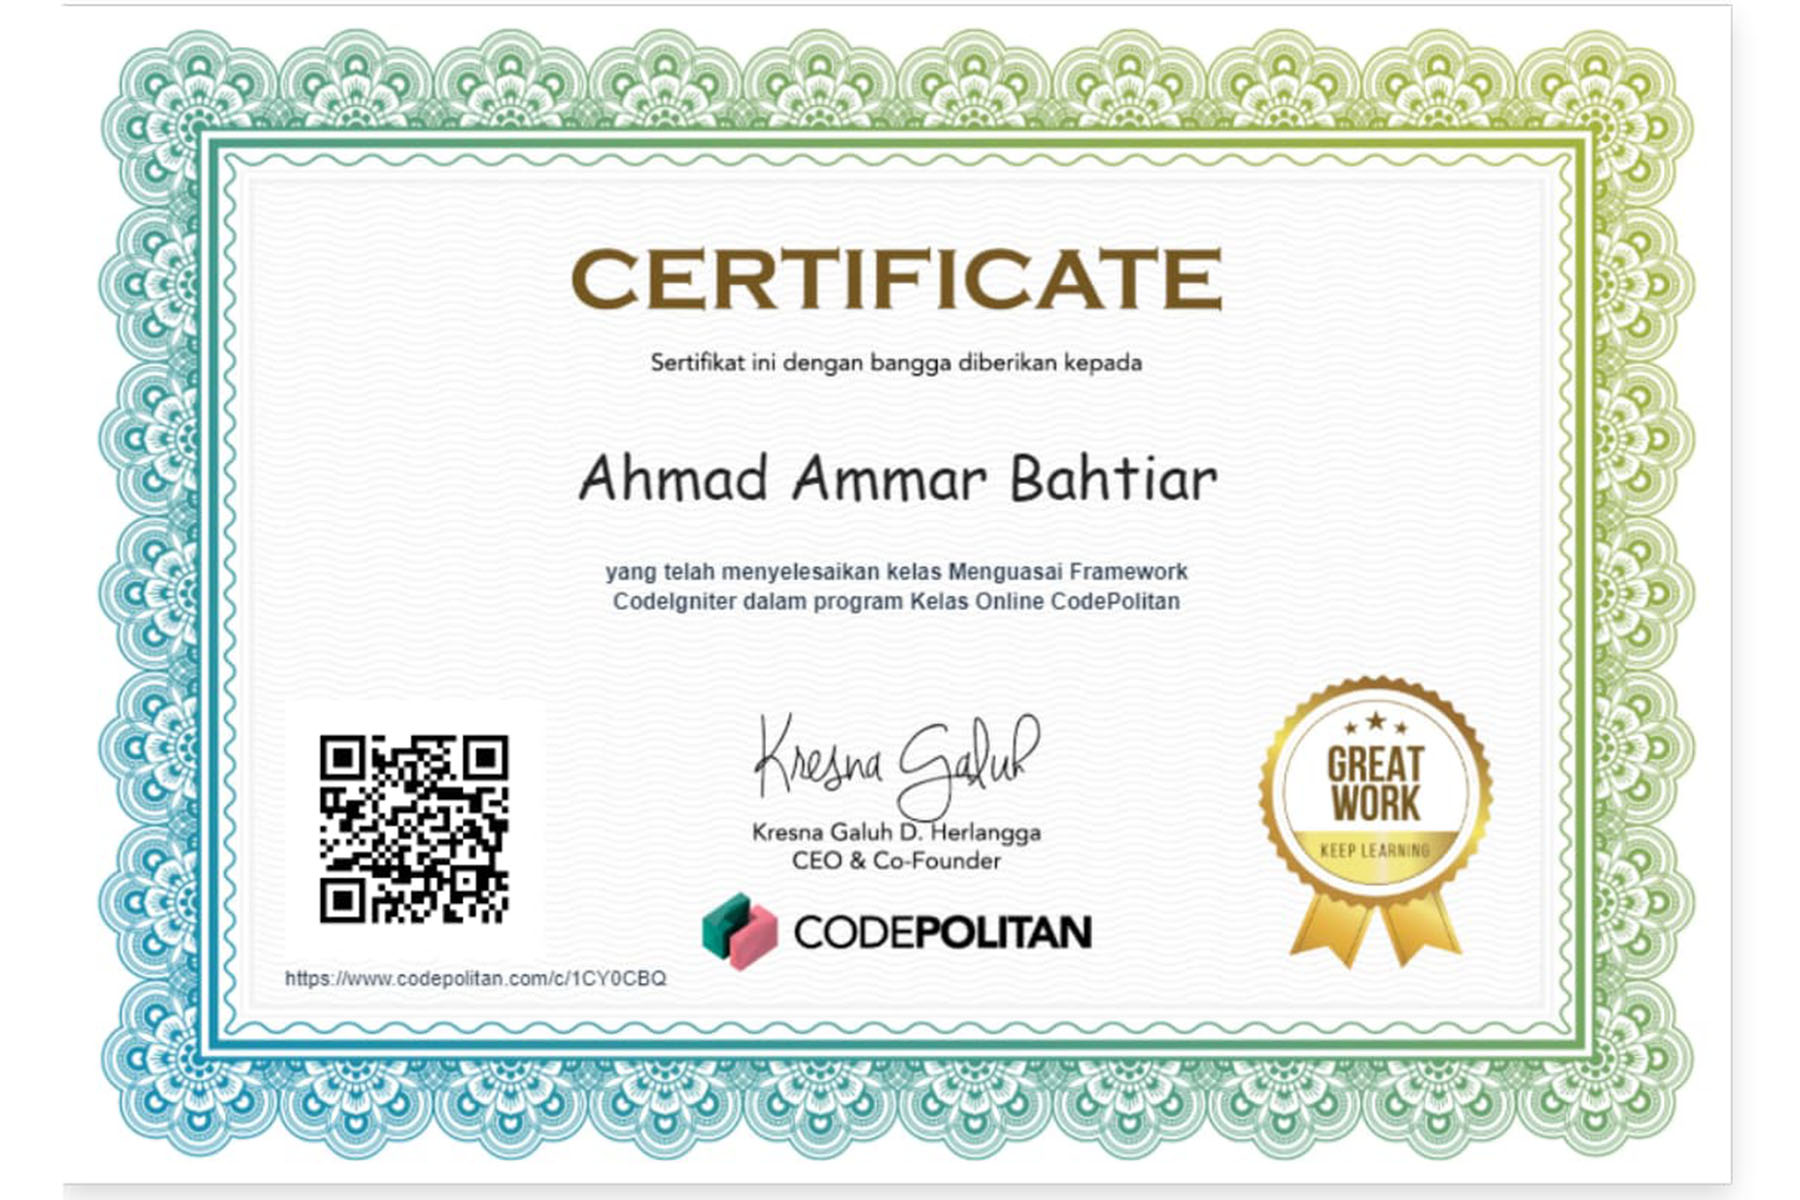 CERTIFICATE
Sertifikat ini dengan bangga diberikan kepada
Ahmad Ammar Bahtiar
yang telah menyelesaikan kelas Menguasai Framework
CodeIgniter dalam program Kelas Online CodePolitan
Kresna Galuh
Kresna Galuh D. Herlangga
CEO & Co-Founder
CODEPOLITAN
https://www.codepolitan.com/c/1CY0CBQ
GREAT
WORK
KEEP LEARNING